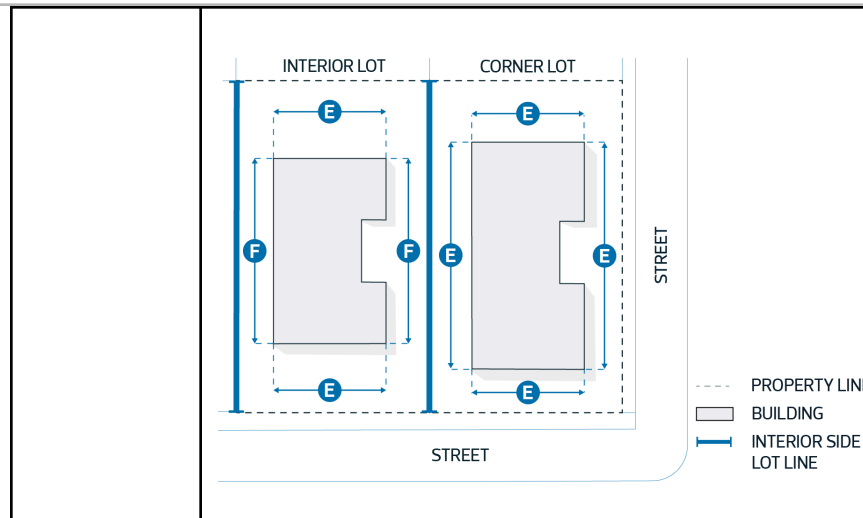 INTERIOR LOT
CORNER LOT
E
E
F
F
E
E
E
E
STREET
STREET
PROPERTY LIN
BUILDING
INTERIOR SIDE
LOT LINE